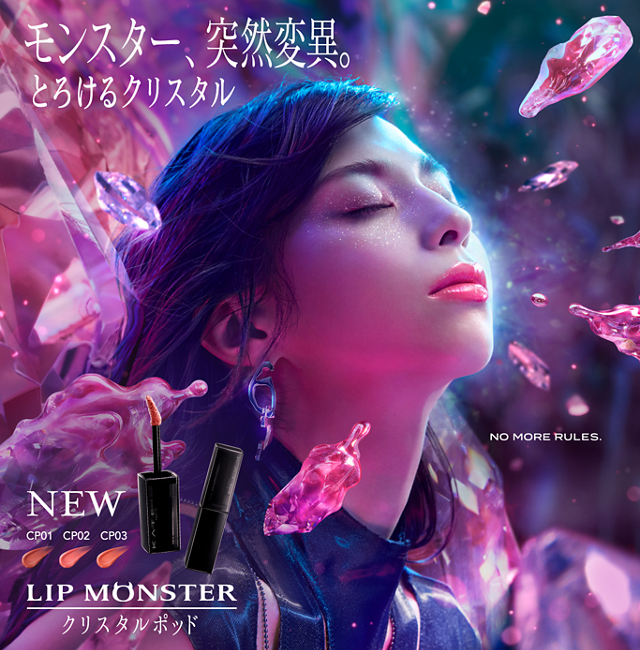 モンスター、突然変異。
とろけるクリスタル
NO MORE RULES.
NEW
CP01 CP02 CP03
KATE
LIP MONSTER
クリスタルポッド